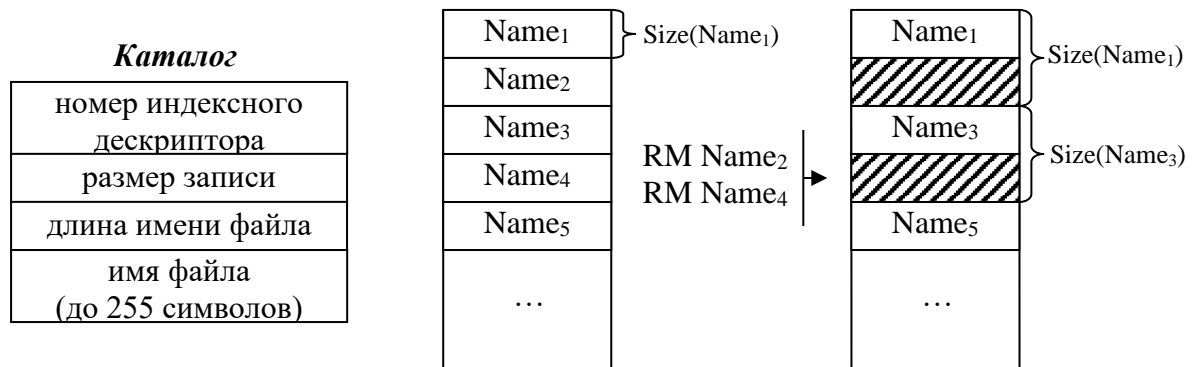 Каталог
номер индексного
дескриптора
размер записи
длина имени файла
имя файла
(до 255 символов)
Name₁
Name₂
Name₃
Name₄
Name₅
…
Size(Name₁)
RM Name₂
RM Name₄
Name₁
Name₃
Name₅
…
Size(Name₁)
Size(Name₃)